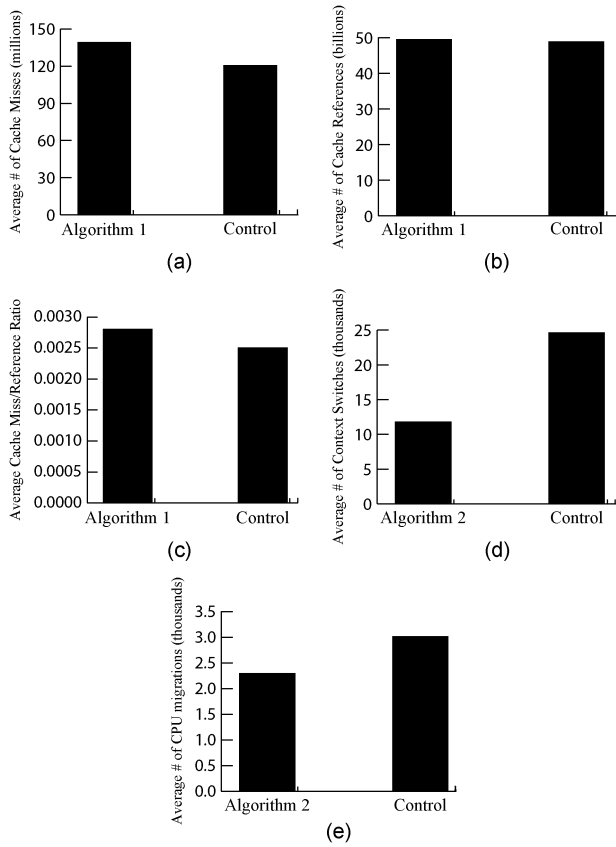 Average # of Cache Misses (millions)
150
120
90
60
30
0
Algorithm 1
Control
(a)
Average # of Cache References (billions)
50
40
30
20
10
0
Algorithm 1
Control
(b)
Average Cache Miss/Reference Ratio
0.0030
0.0025
0.0020
0.0015
0.0010
0.0005
0.0000
Algorithm 1
Control
(c)
Average # of Context Switches (thousands)
25
20
15
10
5
0
Algorithm 2
Control
(d)
Average # of CPU migrations (thousands)
3.5
3.0
2.5
2.0
1.5
1.0
0.5
0.0
Algorithm 2
Control
(e)